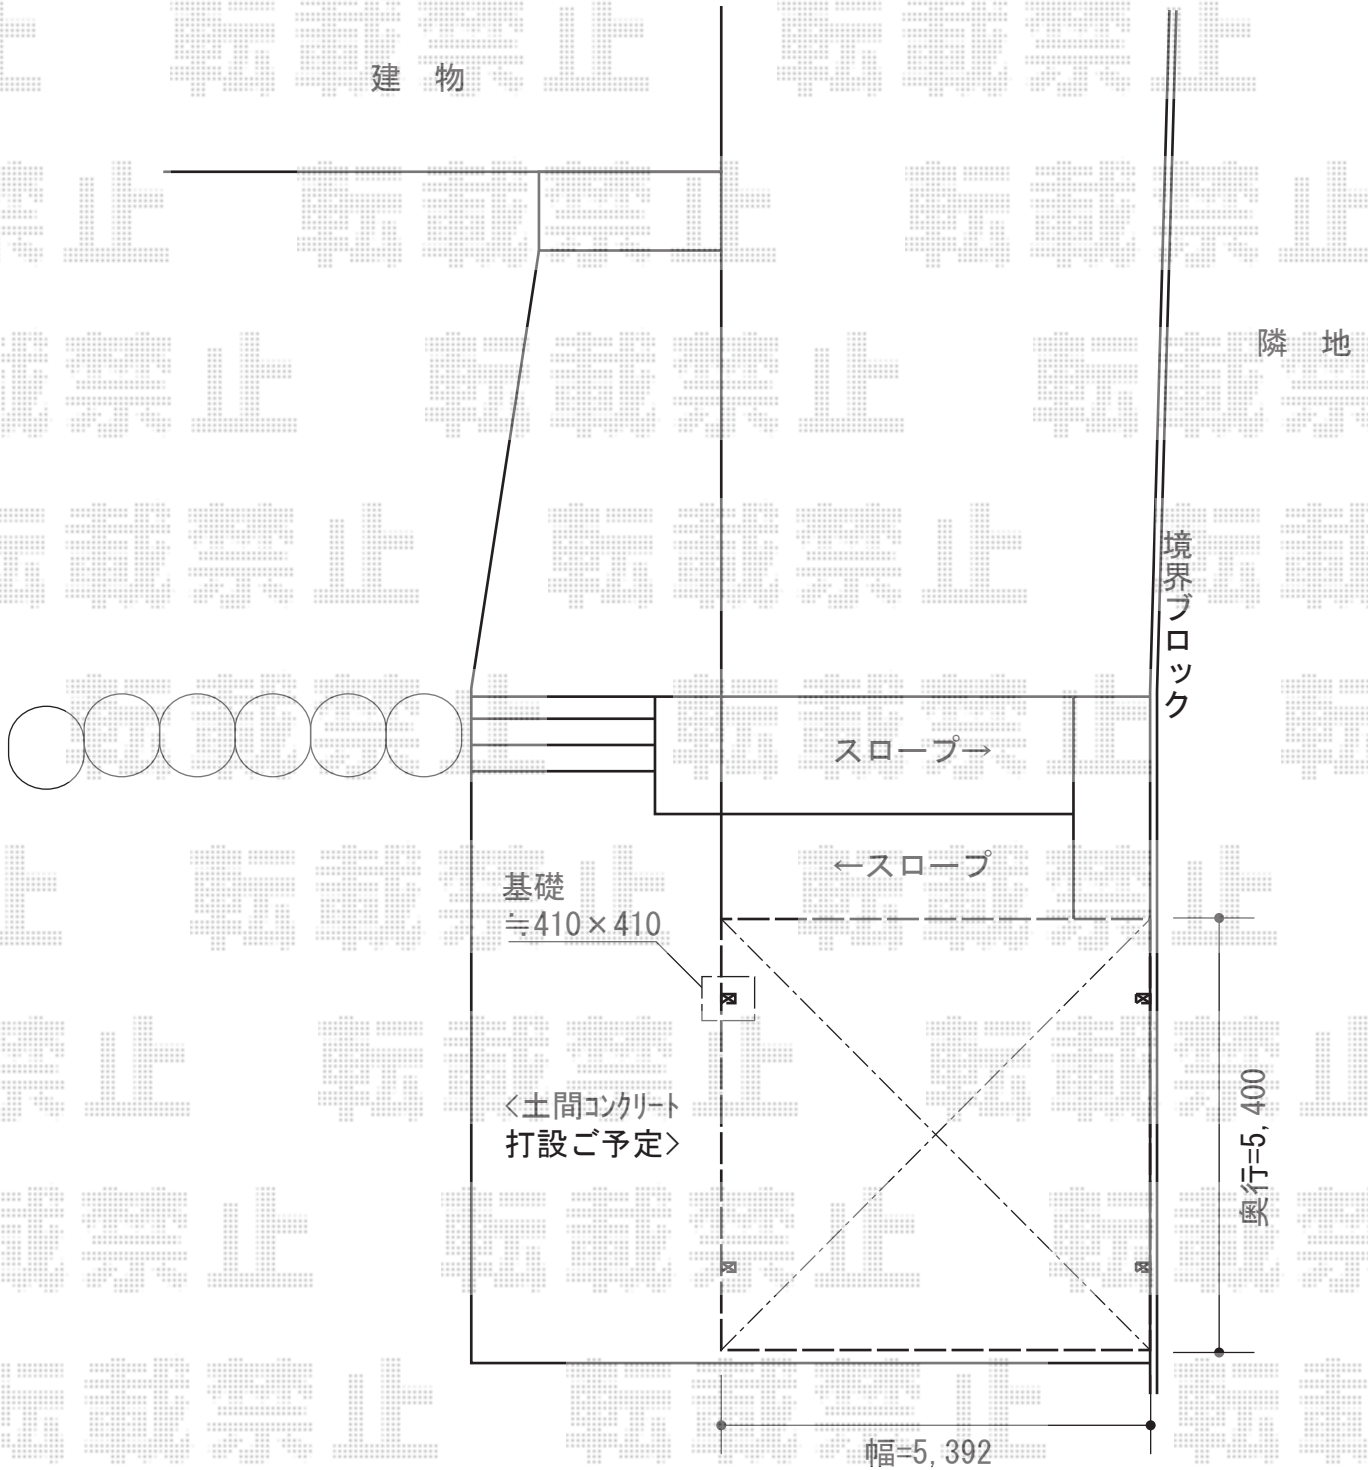 建　物
隣　地
境界ブロック
スロープ→
←スロープ
基礎
≒410×410
<土間コンクリート
打設ご予定>
奥行=5,400
幅=5,392
転載禁止